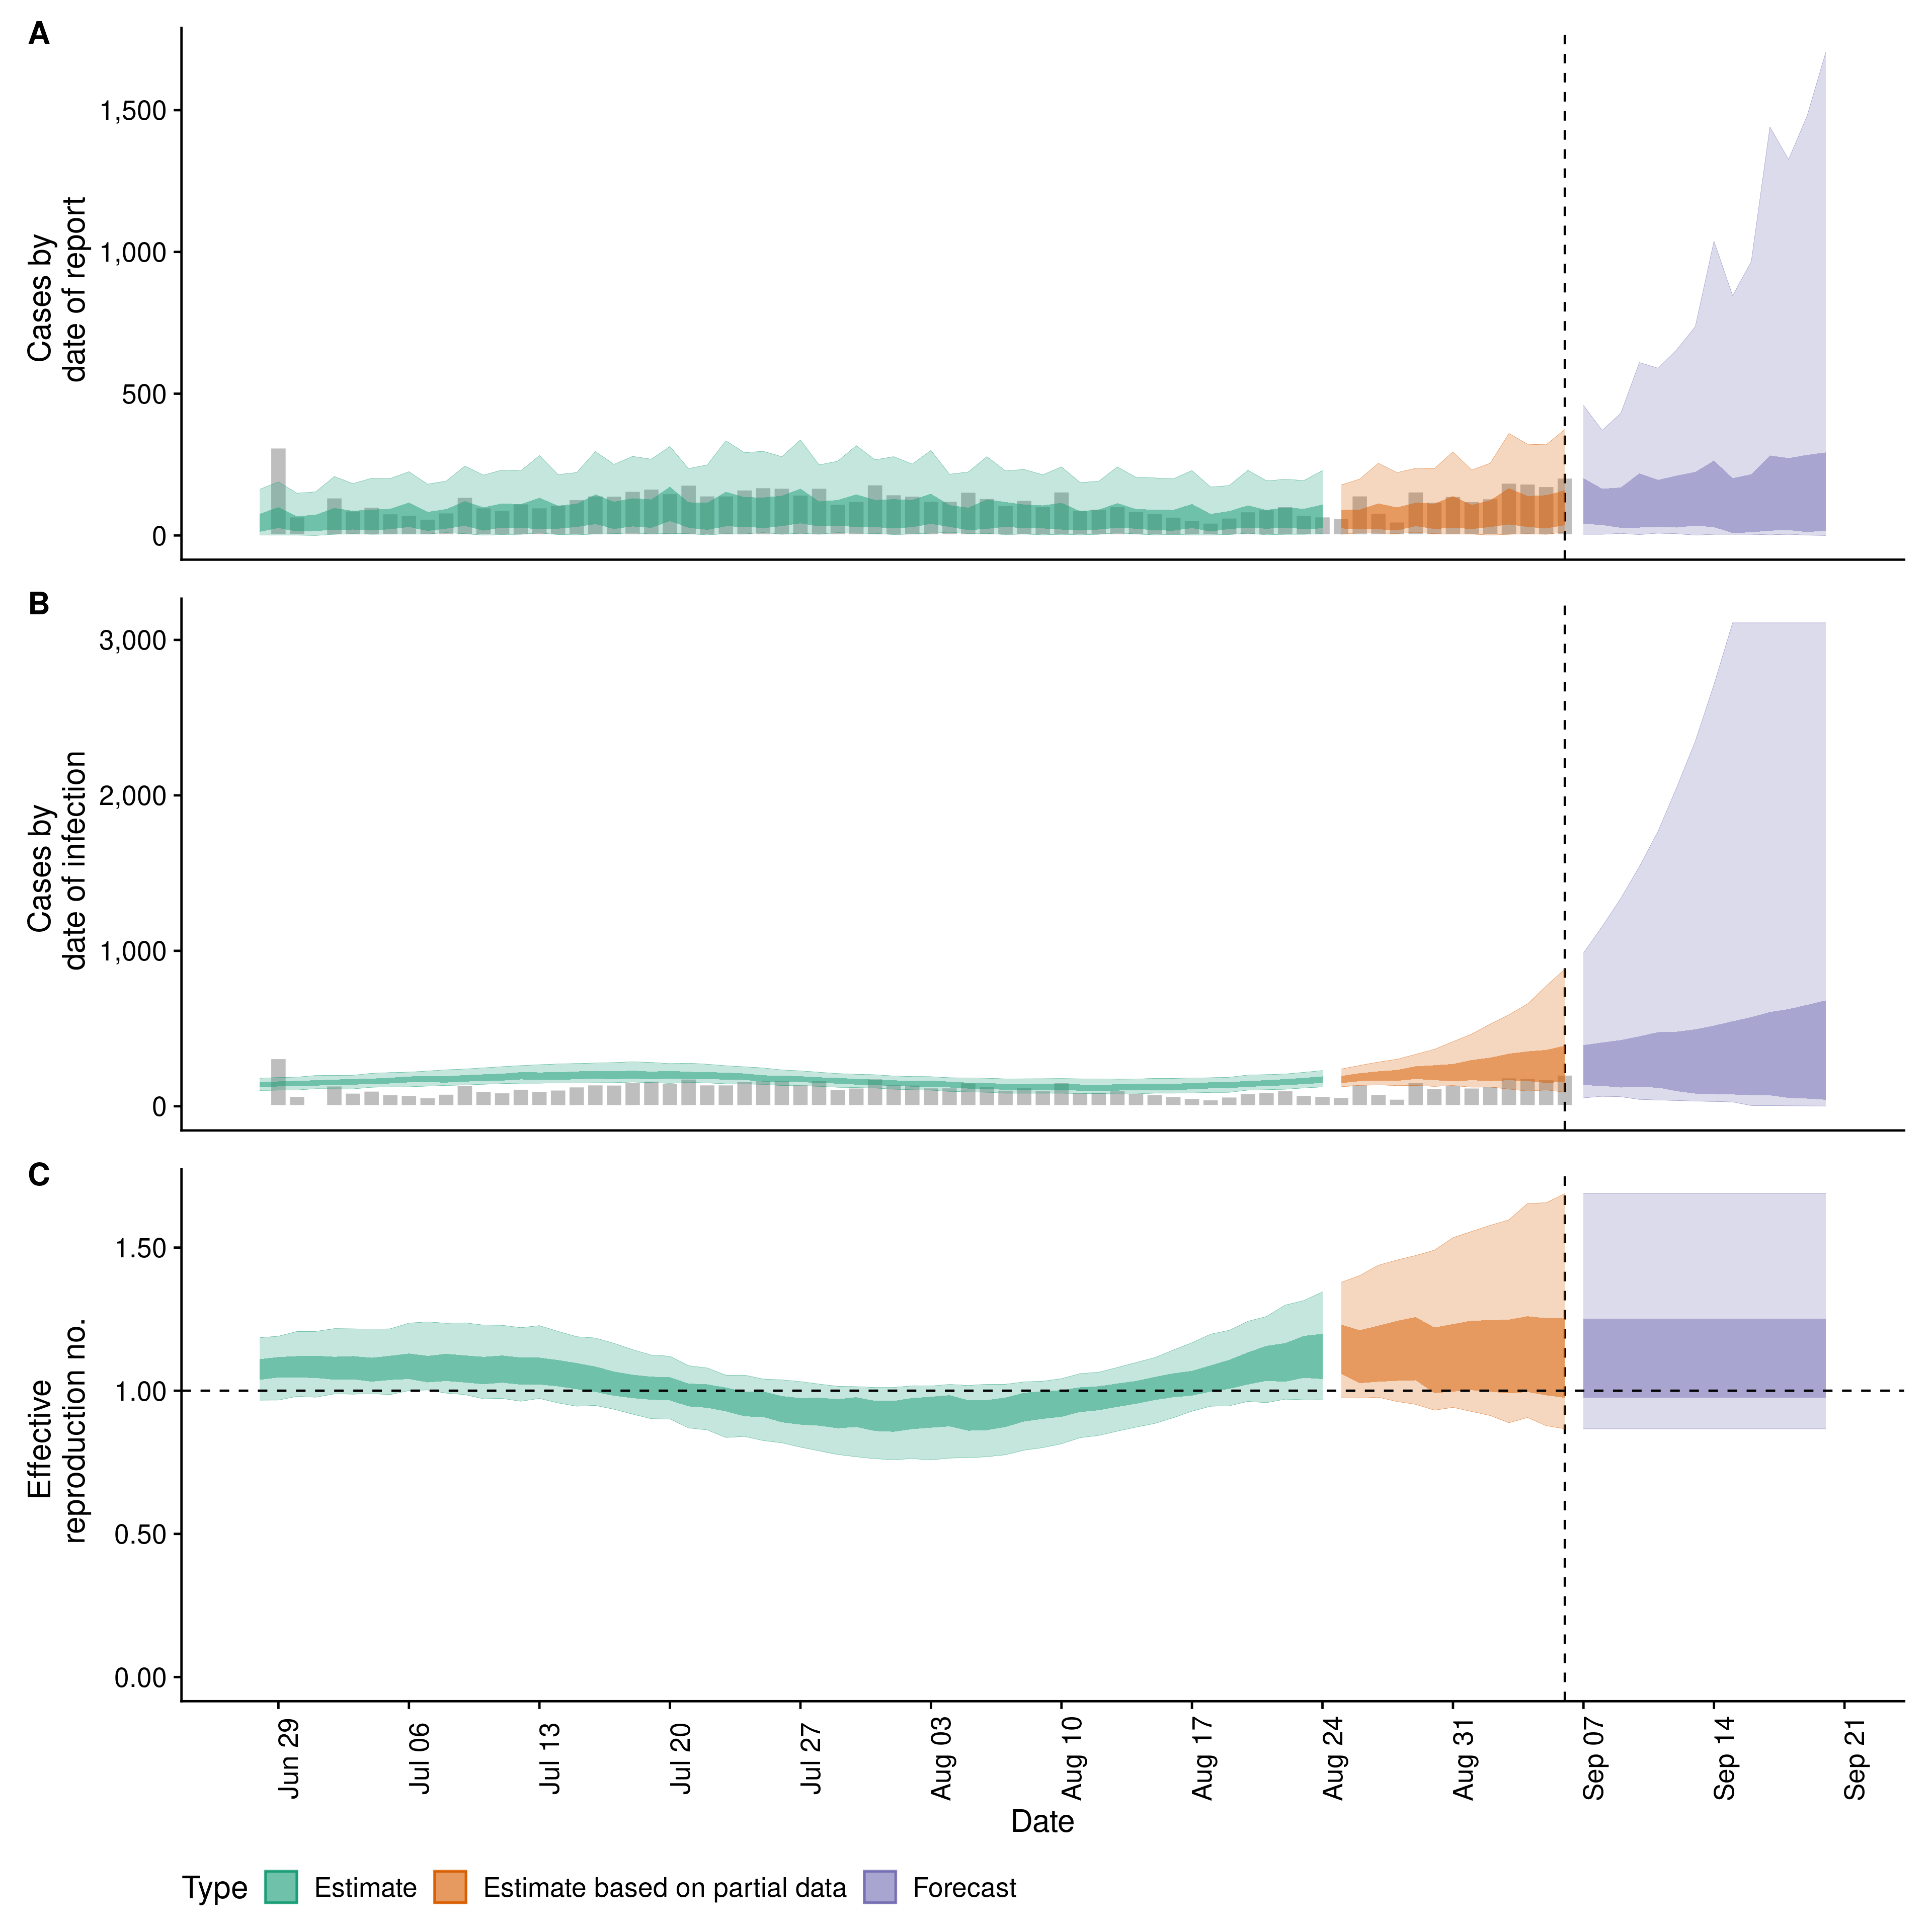 A
Cases by
date of report
1,500
1,000
500
0
B
Cases by
date of infection
3,000
2,000
1,000
0
C
Effective
reproduction no.
1.50
1.00
0.50
0.00
Jun 29
Jul 06
Jul 13
Jul 20
Jul 27
Aug 03
Aug 10
Aug 17
Aug 24
Aug 31
Sep 07
Sep 14
Sep 21
Date
Type Estimate Estimate based on partial data Forecast